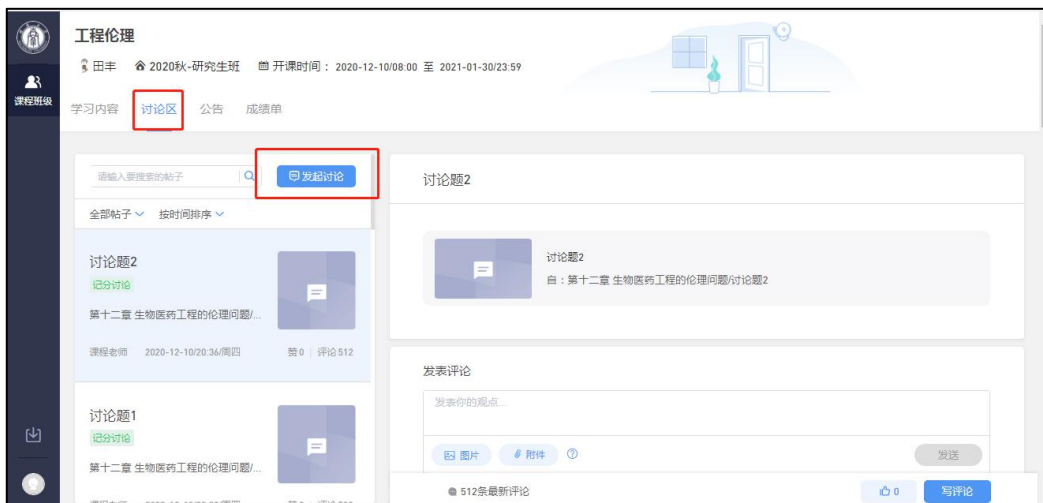 工程伦理
田丰 2020秋-研究生班 开课时间：2020-12-10/08:00 至 2021-01-30/23:59
课程班级
学习内容 讨论区 公告 成绩单
请输入要搜索的帖子 发起讨论
全部帖子 按时间排序
讨论题2
记分讨论
第十二章 生物医药工程的伦理问题/...
课程老师 2020-12-10/20:36/周四 赞 0 | 评论 512
讨论题1
记分讨论
第十二章 生物医药工程的伦理问题/...
讨论题2
讨论题2
自：第十二章 生物医药工程的伦理问题/讨论题2
发表评论
发表你的观点...
图片 附件 发送
512条最新评论 0 写评论